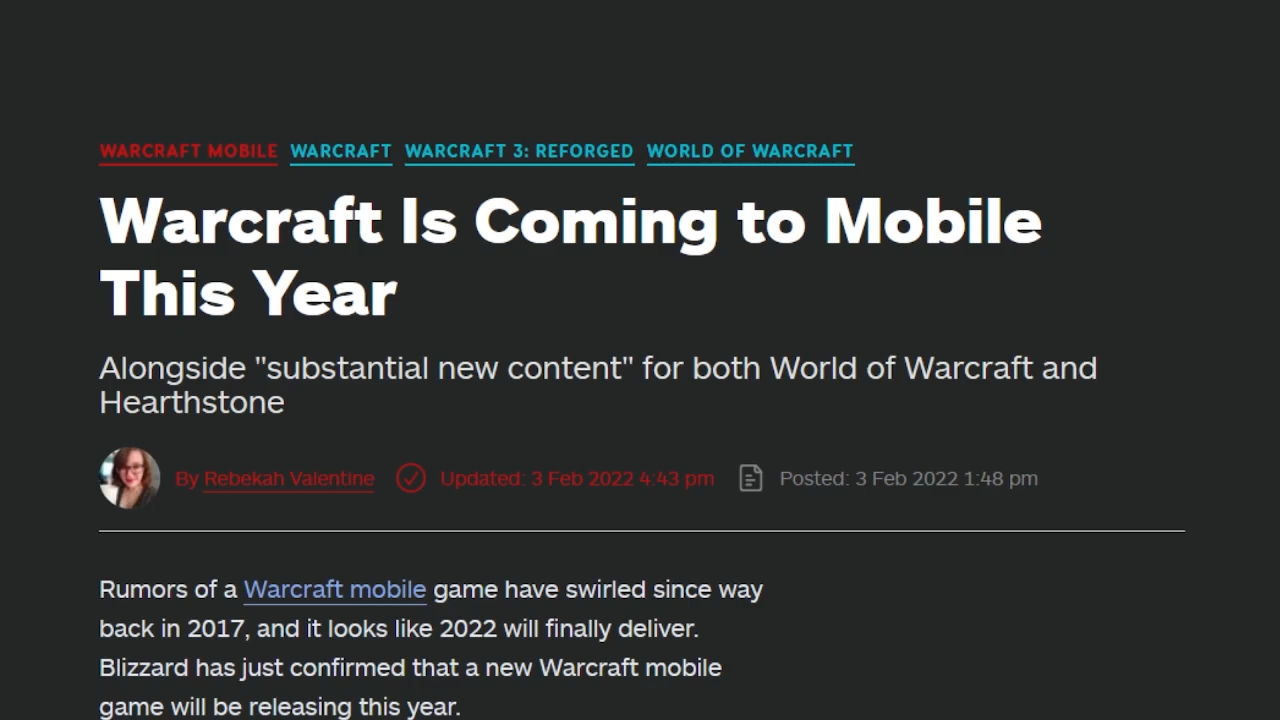 WARCRAFT MOBILE WARCRAFT WARCRAFT 3: REFORGED WORLD OF WARCRAFT
Warcraft Is Coming to Mobile
This Year
Alongside "substantial new content" for both World of Warcraft and
Hearthstone
By Rebekah Valentine Updated: 3 Feb 2022 4:43 pm Posted: 3 Feb 2022 1:48 pm
Rumors of a Warcraft mobile game have swirled since way
back in 2017, and it looks like 2022 will finally deliver.
Blizzard has just confirmed that a new Warcraft mobile
game will be releasing this year.